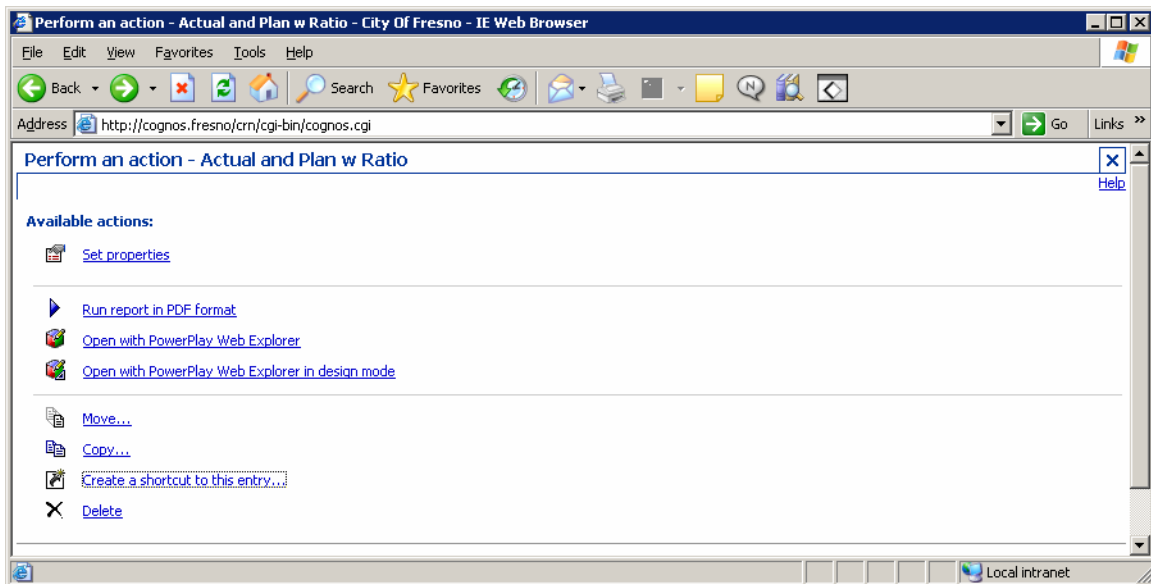 Perform an action - Actual and Plan w Ratio - City Of Fresno - IE Web Browser
File Edit View Favorites Tools Help
Back Search Favorites
Address http://cognos.fresno/crn/cgi-bin/cognos.cgi Go Links »
Perform an action - Actual and Plan w Ratio
Help
Available actions:
Set properties
Run report in PDF format
Open with PowerPlay Web Explorer
Open with PowerPlay Web Explorer in design mode
Move...
Copy...
Create a shortcut to this entry...
Delete
Local intranet